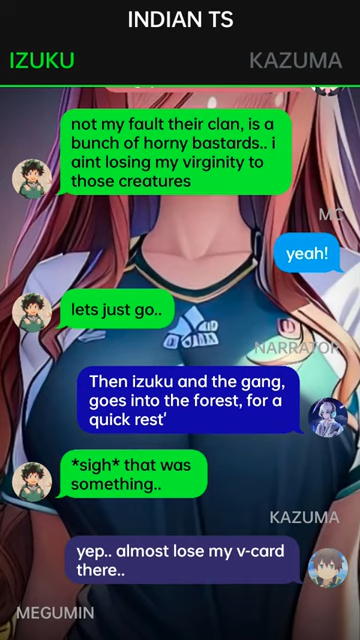 INDIAN TS
IZUKU KAZUMA
not my fault their clan, is a
bunch of horny bastards.. i
aint losing my virginity to
those creatures
MC
yeah!
lets just go..
NARRATOR
Then izuku and the gang,
goes into the forest, for a
quick rest'
*sigh* that was
something..
KAZUMA
yep.. almost lose my v-card
there..
MEGUMIN